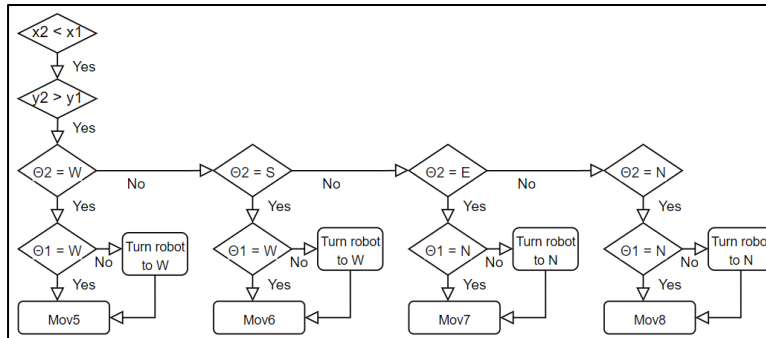 x2 < x1
Yes
y2 > y1
Yes
Θ2 = W
No
Θ2 = S
No
Θ2 = E
No
Θ2 = N
Yes
Yes
Yes
Yes
Θ1 = W
No
Turn robot
to W
Θ1 = W
No
Turn robot
to W
Θ1 = N
No
Turn robot
to N
Θ1 = N
No
Turn robot
to N
Yes
Yes
Yes
Yes
Mov5
Mov6
Mov7
Mov8